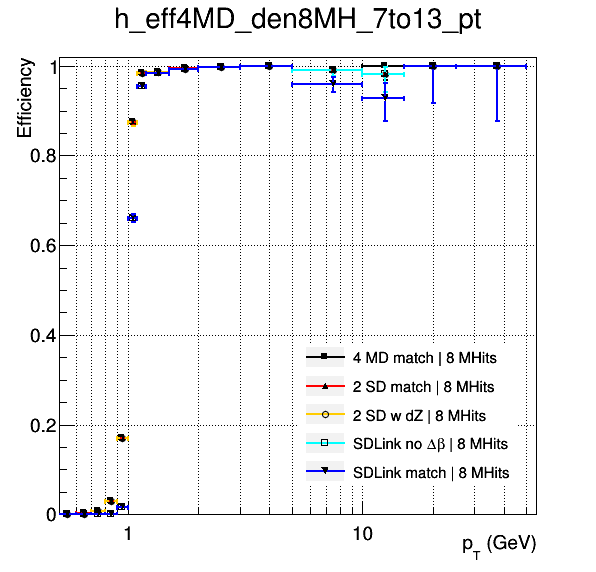 h_eff4MD_den8MH_7to13_pt
Efficiency
1
0.8
0.6
0.4
0.2
0
4 MD match | 8 MHits
2 SD match | 8 MHits
2 SD w dZ | 8 MHits
SDLink no Δβ | 8 MHits
SDLink match | 8 MHits
1 10
p_T (GeV)